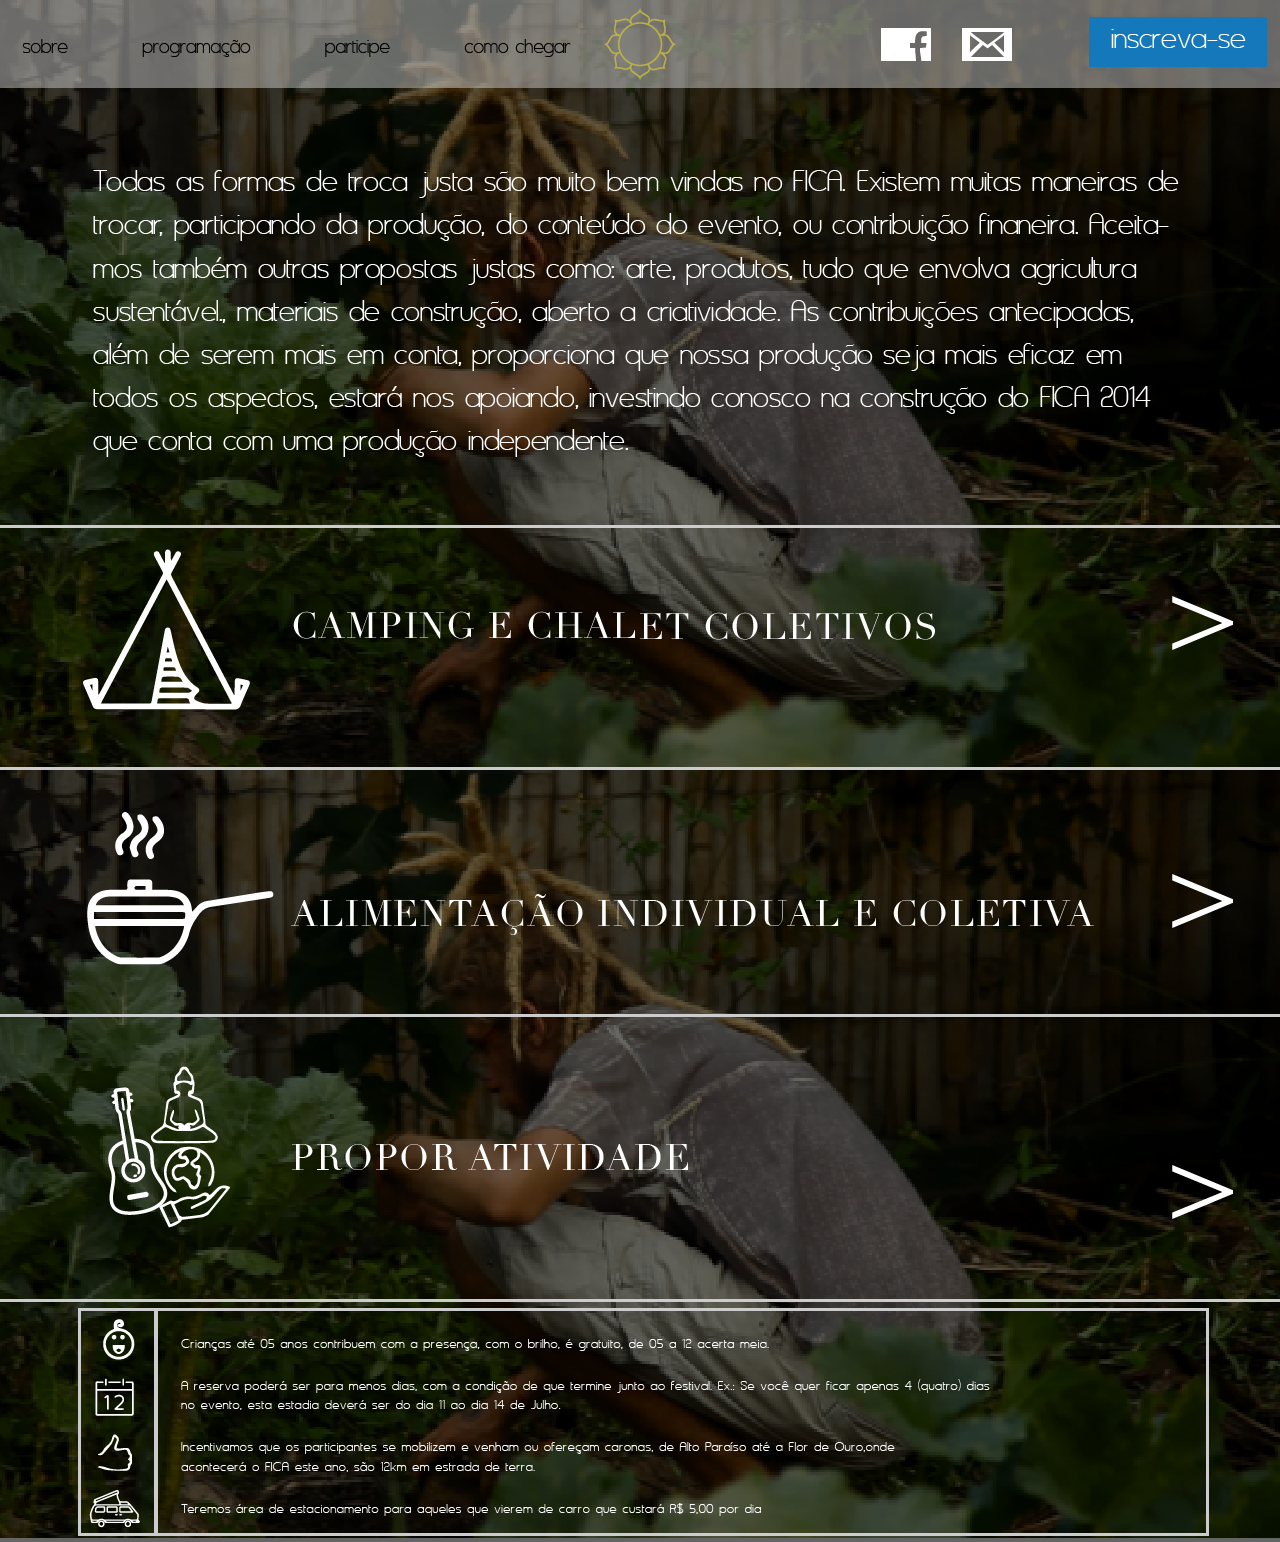 sobre programação participe como chegar inscreva-se
Todas as formas de troca justa são muito bem vindas no FICA. Existem muitas maneiras de
trocar, participando da produção, do conteúdo do evento, ou contribuição finaneira. Aceita-
mos também outras propostas justas como: arte, produtos, tudo que envolva agricultura
sustentável., materiais de construção, aberto a criatividade. As contribuições antecipadas,
além de serem mais em conta, proporciona que nossa produção seja mais eficaz em
todos os aspectos, estará nos apoiando, investindo conosco na construção do FICA 2014
que conta com uma produção independente.
CAMPING E CHALET COLETIVOS >
ALIMENTAÇÃO INDIVIDUAL E COLETIVA >
PROPOR ATIVIDADE >
Crianças até 05 anos contribuem com a presença, com o brilho, é gratuito, de 05 a 12 acerta meia.
12
A reserva poderá ser para menos dias, com a condição de que termine junto ao festival. Ex.: Se você quer ficar apenas 4 (quatro) dias
no evento, esta estadia deverá ser do dia 11 ao dia 14 de Julho.
Incentivamos que os participantes se mobilizem e venham ou ofereçam caronas, de Alto Paraíso até a Flor de Ouro,onde
acontecerá o FICA este ano, são 12km em estrada de terra.
Teremos área de estacionamento para aqueles que vierem de carro que custará R$ 5,00 por dia